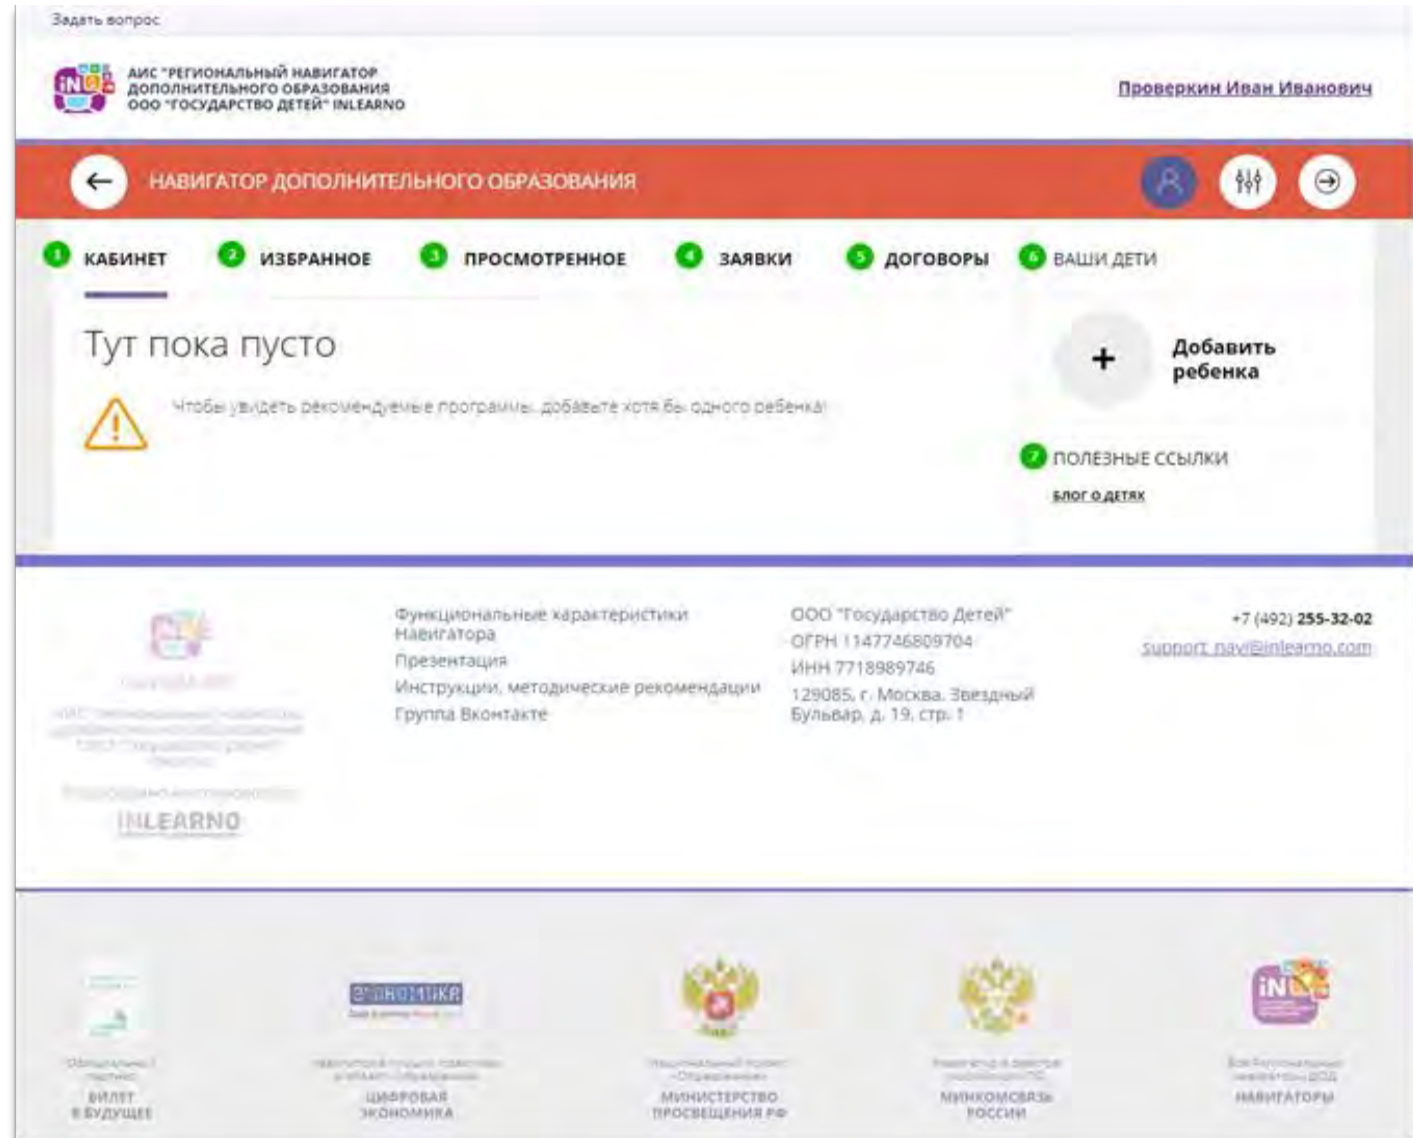 Задать вопрос
АИС "РЕГИОНАЛЬНЫЙ НАВИГАТОР
ДОПОЛНИТЕЛЬНОГО ОБРАЗОВАНИЯ
ООО "ГОСУДАРСТВО ДЕТЕЙ" INLEARNO
Проверкин Иван Иванович
НАВИГАТОР ДОПОЛНИТЕЛЬНОГО ОБРАЗОВАНИЯ
1 КАБИНЕТ 2 ИЗБРАННОЕ 3 ПРОСМОТРЕННОЕ 4 ЗАЯВКИ 5 ДОГОВОРЫ 6 ВАШИ ДЕТИ
Тут пока пусто
Чтобы увидеть рекомендуемые программы, добавьте хотя бы одного ребенка!
+ Добавить
ребенка
7 ПОЛЕЗНЫЕ ССЫЛКИ
БЛОГ О ДЕТЯХ
Функциональные характеристики
Навигатора
Презентация
Инструкции, методические рекомендации
Группа Вконтакте
ООО "Государство Детей"
ОГРН 1147746809704
ИНН 7718989746
129085, г. Москва, Звездный
Бульвар, д. 19, стр. 1
+7 (492) 255-32-02
support_navi@inlearno.com
INLEARNO
БИЛЕТ
В БУДУЩЕЕ
ЦИФРОВАЯ
ЭКОНОМИКА
МИНИСТЕРСТВО
ПРОСВЕЩЕНИЯ РФ
МИНКОМСВЯЗЬ
РОССИИ
iN
НАВИГАТОРЫ